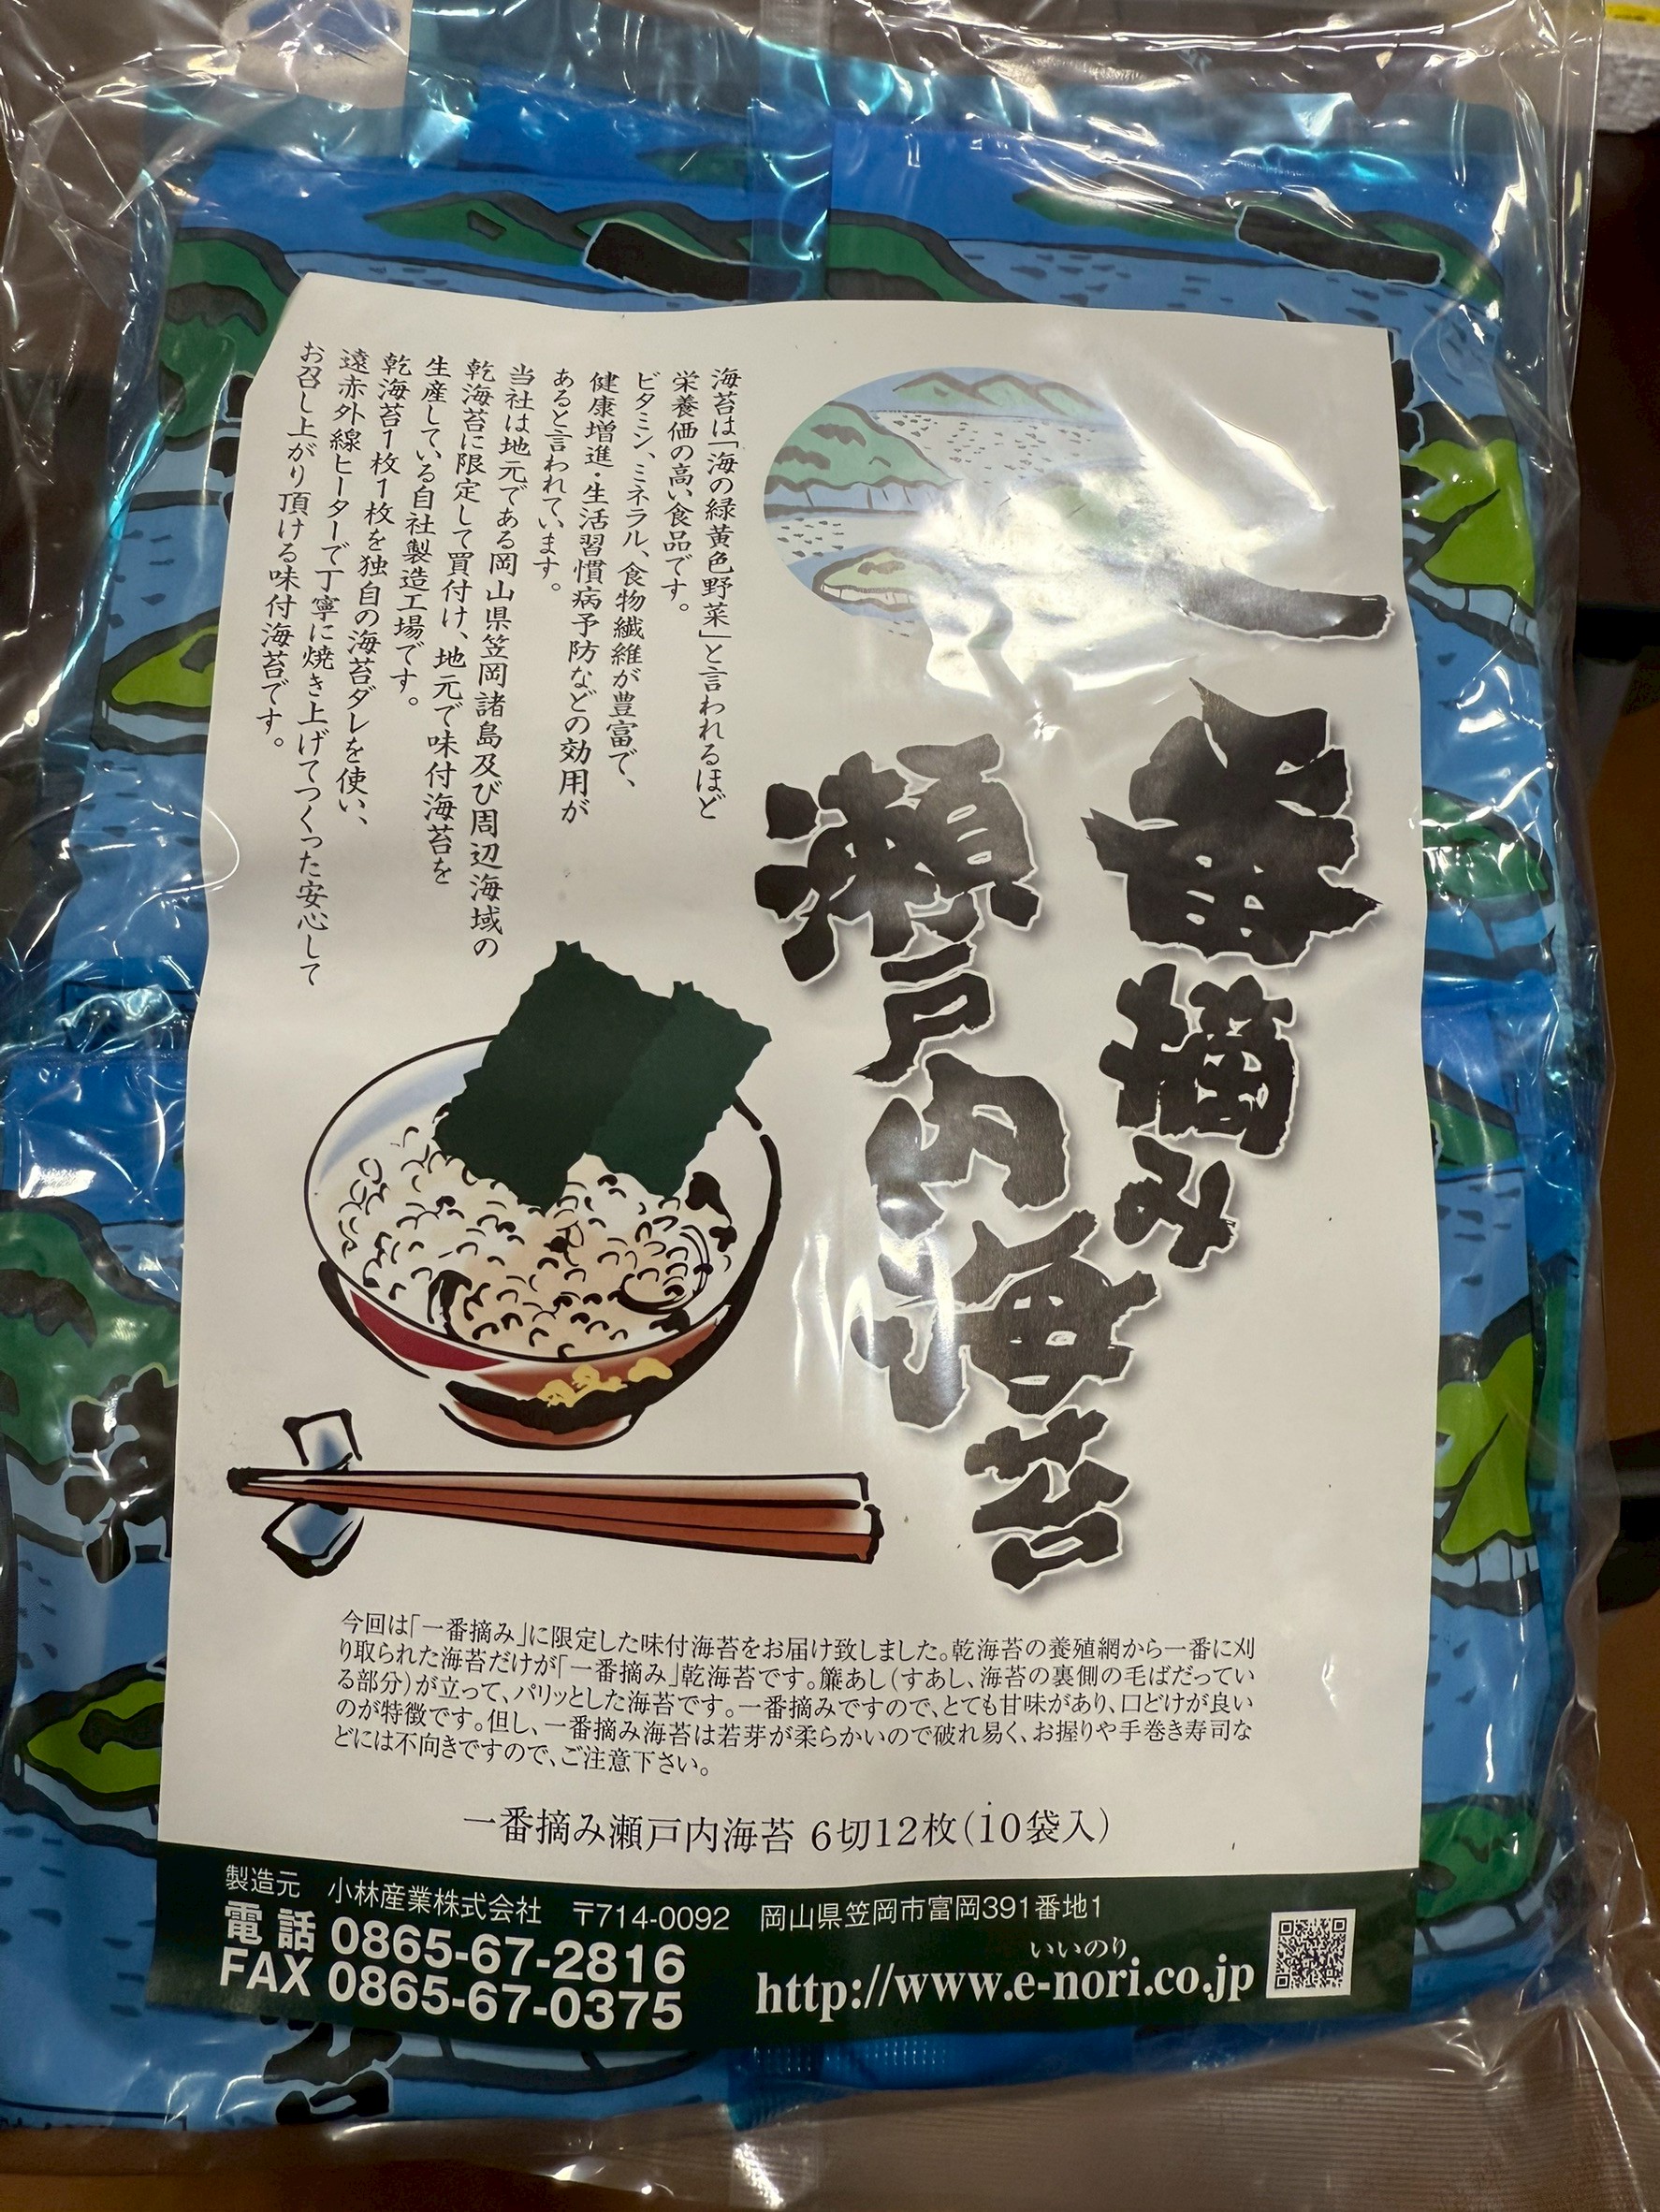 一番摘み
瀬戸内海苔
海苔は「海の緑黄色野菜」と言われるほど
栄養価の高い食品です。
ビタミン、ミネラル、食物繊維が豊富で、
健康増進・生活習慣病予防などの効用が
あると言われています。
当社は地元である岡山県笠岡諸島及び周辺海域の
乾海苔に限定して買付け、地元で味付海苔を
生産している自社製造工場です。
乾海苔1枚1枚を独自の海苔ダレを使い、
遠赤外線ヒーターで丁寧に焼き上げてつくった安心して
お召し上がり頂ける味付海苔です。
今回は「一番摘み」に限定した味付海苔をお届け致しました。乾海苔の養殖網から一番に刈
り取られた海苔だけが「一番摘み」乾海苔です。簾あし(すあし、海苔の裏側の毛ばだってい
る部分)が立って、パリッとした海苔です。一番摘みですので、とても甘味があり、口どけが良い
のが特徴です。但し、一番摘み海苔は若芽が柔らかいので破れ易く、お握りや手巻き寿司な
どには不向きですので、ご注意下さい。
一番摘み瀬戸内海苔 6切12枚(10袋入)
製造元 小林産業株式会社 〒714-0092 岡山県笠岡市富岡391番地1
電話 0865-67-2816
FAX 0865-67-0375
いいのり
http://www.e-nori.co.jp